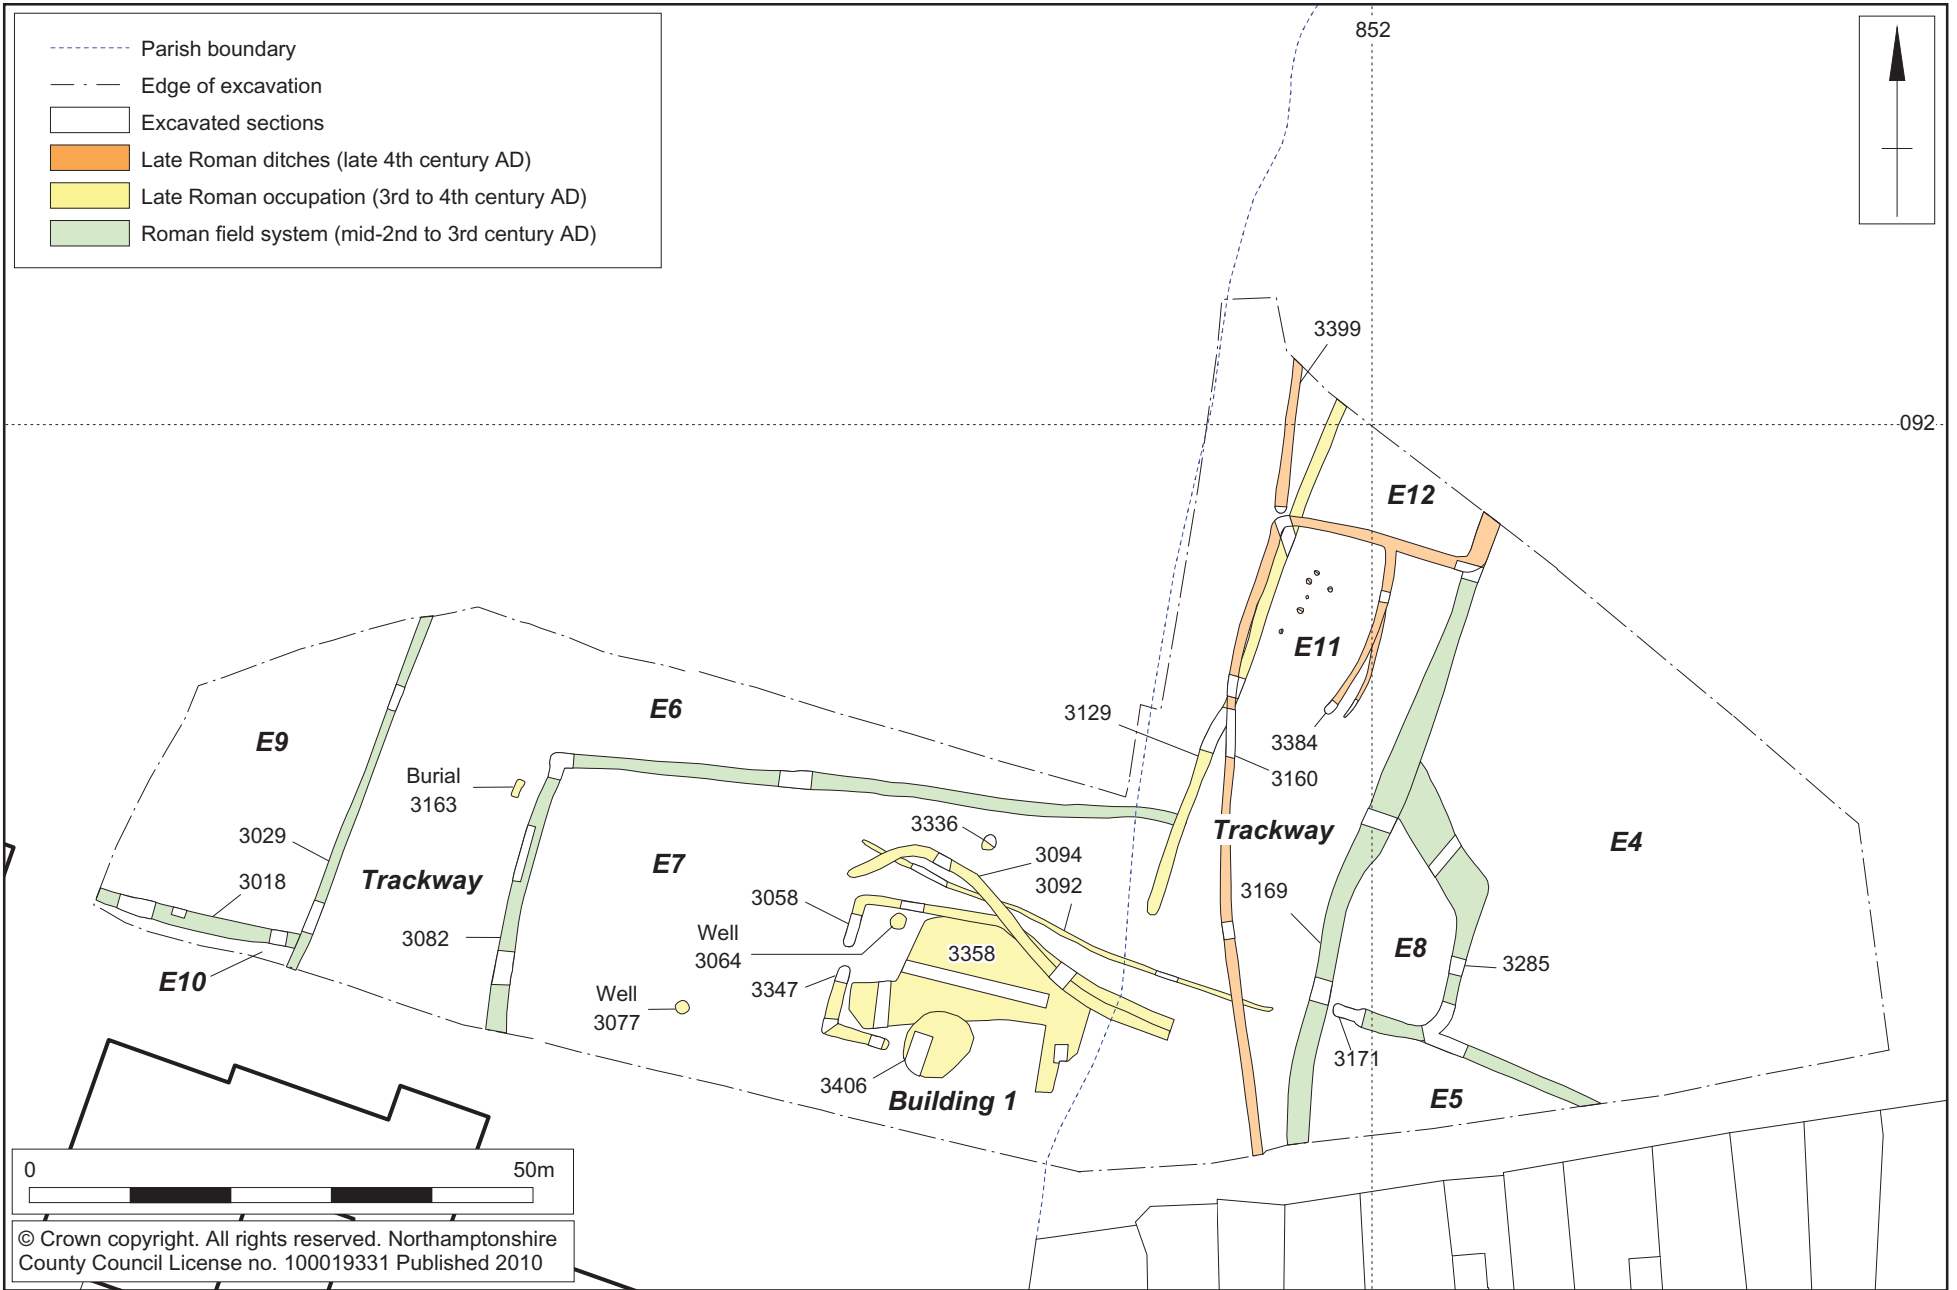 Parish boundary
Edge of excavation
Excavated sections
Late Roman ditches (late 4th century AD)
Late Roman occupation (3rd to 4th century AD)
Roman field system (mid-2nd to 3rd century AD)
852
092
3399
E12
E11
3129
3384
3160
E6
E9
Burial
3163
3029
3018
Trackway
3082
E10
E7
3336
3094
3092
3058
Well
3064
3358
3347
Well
3077
3406
Building 1
Trackway
3169
E4
E8
3285
3171
E5
0 50m
© Crown copyright. All rights reserved. Northamptonshire
County Council License no. 100019331 Published 2010